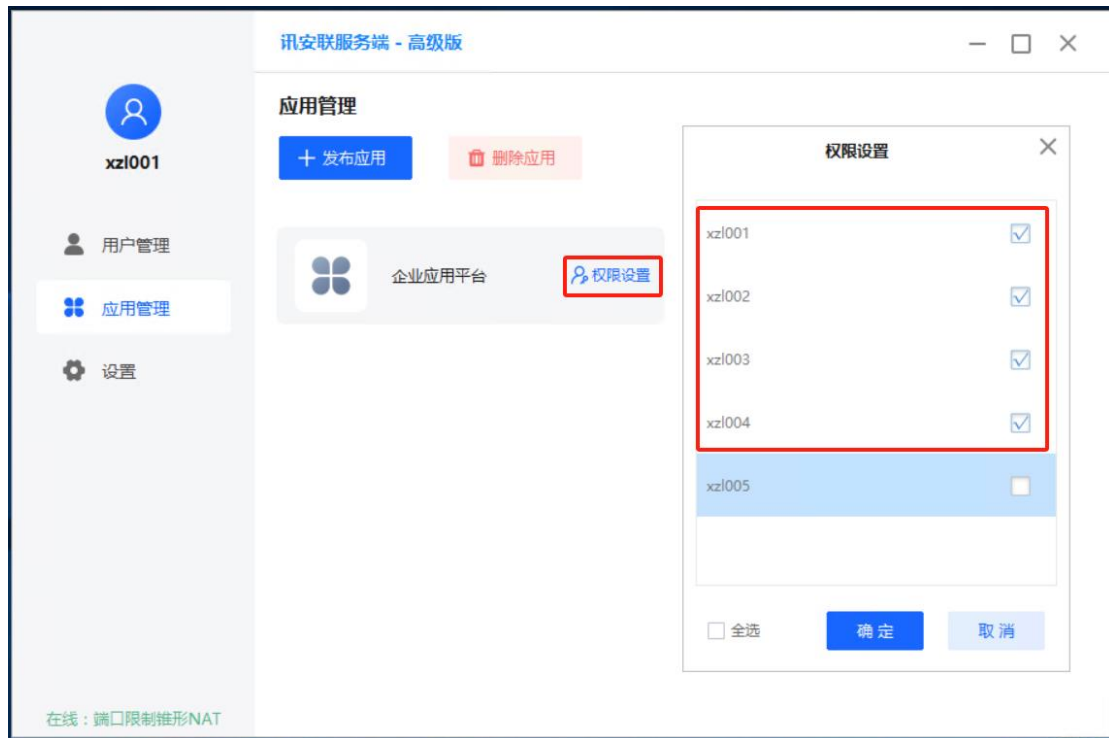 讯安联服务端 - 高级版
xzl001
用户管理
应用管理
设置
在线：端口限制锥形NAT
应用管理
发布应用
删除应用
企业应用平台
权限设置
权限设置
xzl001
xzl002
xzl003
xzl004
xzl005
全选
确定
取消